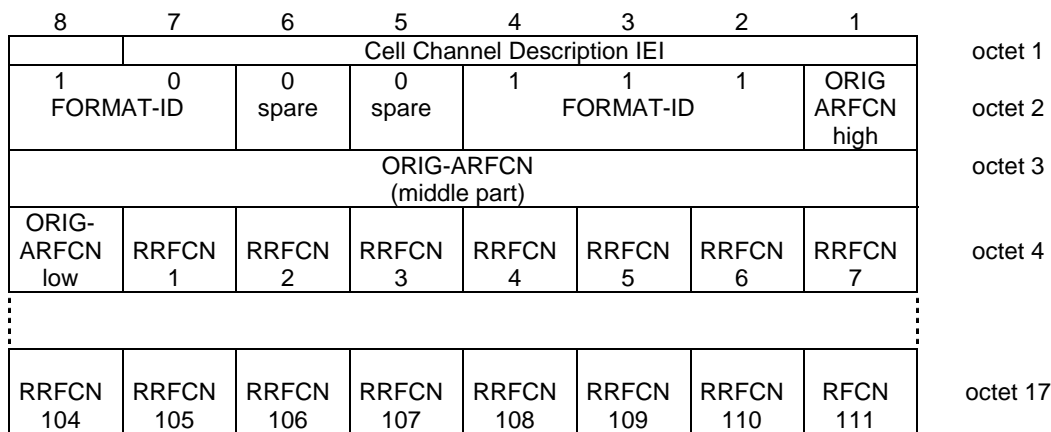 8 7 6 5 4 3 2 1
Cell Channel Description IEI octet 1
1 0 0 0 1 1 1 ORIG
FORMAT-ID spare spare FORMAT-ID ARFCN octet 2
high
ORIG-ARFCN octet 3
(middle part)
ORIG-
ARFCN RRFCN RRFCN RRFCN RRFCN RRFCN RRFCN RRFCN octet 4
low 1 2 3 4 5 6 7
RRFCN RRFCN RRFCN RRFCN RRFCN RRFCN RRFCN RFCN octet 17
104 105 106 107 108 109 110 111